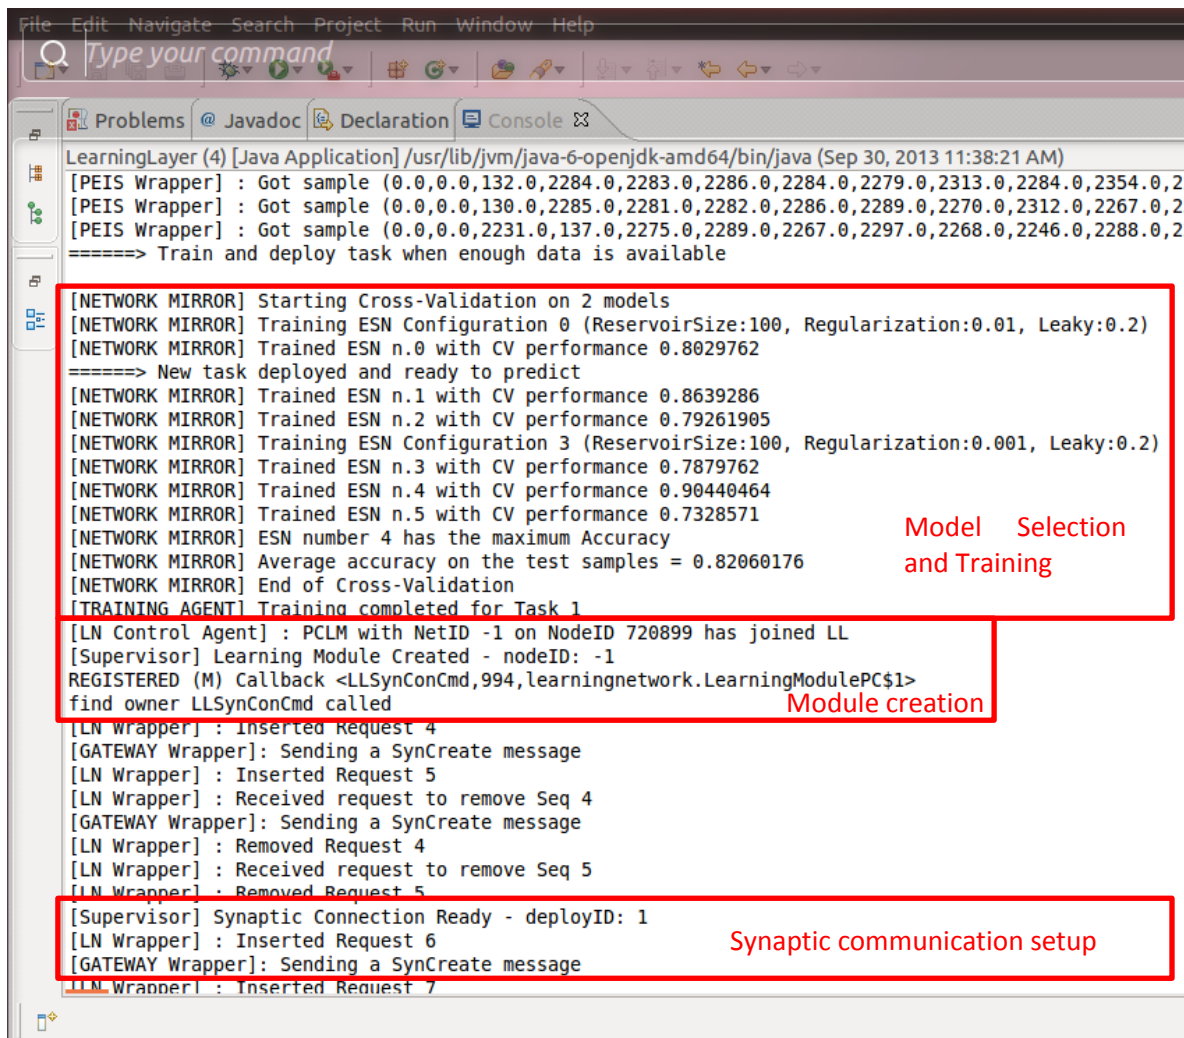 File Edit Navigate Search Project Run Window Help
Type your command
Problems @ Javadoc Declaration Console
LearningLayer (4) [Java Application] /usr/lib/jvm/java-6-openjdk-amd64/bin/java (Sep 30, 2013 11:38:21 AM)
[PEIS Wrapper] : Got sample (0.0,0.0,132.0,2284.0,2283.0,2286.0,2284.0,2279.0,2313.0,2284.0,2354.0,2
[PEIS Wrapper] : Got sample (0.0,0.0,130.0,2285.0,2281.0,2282.0,2286.0,2289.0,2270.0,2312.0,2267.0,2
[PEIS Wrapper] : Got sample (0.0,0.0,2231.0,137.0,2275.0,2289.0,2267.0,2297.0,2268.0,2246.0,2288.0,2
======> Train and deploy task when enough data is available
[NETWORK MIRROR] Starting Cross-Validation on 2 models
[NETWORK MIRROR] Training ESN Configuration 0 (ReservoirSize:100, Regularization:0.01, Leaky:0.2)
[NETWORK MIRROR] Trained ESN n.0 with CV performance 0.8029762
======> New task deployed and ready to predict
[NETWORK MIRROR] Trained ESN n.1 with CV performance 0.8639286
[NETWORK MIRROR] Trained ESN n.2 with CV performance 0.79261905
[NETWORK MIRROR] Training ESN Configuration 3 (ReservoirSize:100, Regularization:0.001, Leaky:0.2)
[NETWORK MIRROR] Trained ESN n.3 with CV performance 0.7879762
[NETWORK MIRROR] Trained ESN n.4 with CV performance 0.90440464
[NETWORK MIRROR] Trained ESN n.5 with CV performance 0.7328571
[NETWORK MIRROR] ESN number 4 has the maximum Accuracy
[NETWORK MIRROR] Average accuracy on the test samples = 0.82060176
[NETWORK MIRROR] End of Cross-Validation
[TRAINING AGENT] Training completed for Task 1
Model Selection
and Training
[LN Control Agent] : PCLM with NetID -1 on NodeID 720899 has joined LL
[Supervisor] Learning Module Created - nodeID: -1
REGISTERED (M) Callback <LLSynConCmd,994,learningnetwork.LearningModulePC$1>
find owner LLSynConCmd called
Module creation
[LN Wrapper] : Inserted Request 4
[GATEWAY Wrapper]: Sending a SynCreate message
[LN Wrapper] : Inserted Request 5
[LN Wrapper] : Received request to remove Seq 4
[GATEWAY Wrapper]: Sending a SynCreate message
[LN Wrapper] : Removed Request 4
[LN Wrapper] : Received request to remove Seq 5
[LN Wrapper] : Removed Request 5
[Supervisor] Synaptic Connection Ready - deployID: 1
[LN Wrapper] : Inserted Request 6
[GATEWAY Wrapper]: Sending a SynCreate message
Synaptic communication setup
[LN Wrapper] : Inserted Request 7